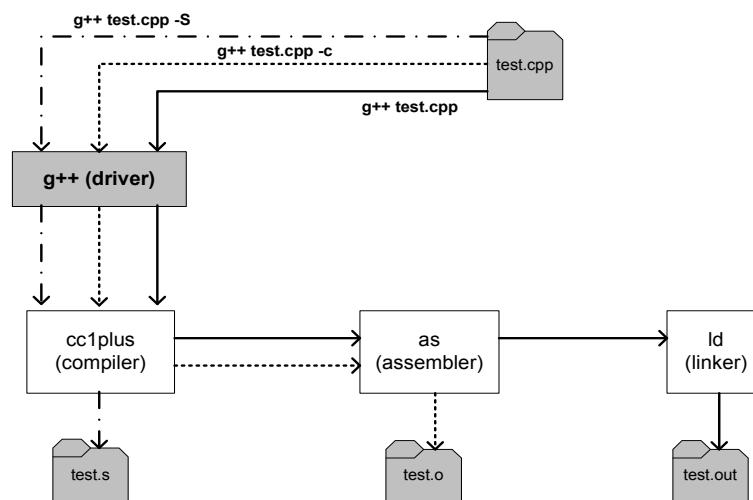 g++ test.cpp -S
g++ test.cpp -c
test.cpp
g++ test.cpp
g++ (driver)
cc1plus
(compiler)
as
(assembler)
ld
(linker)
test.s
test.o
test.out